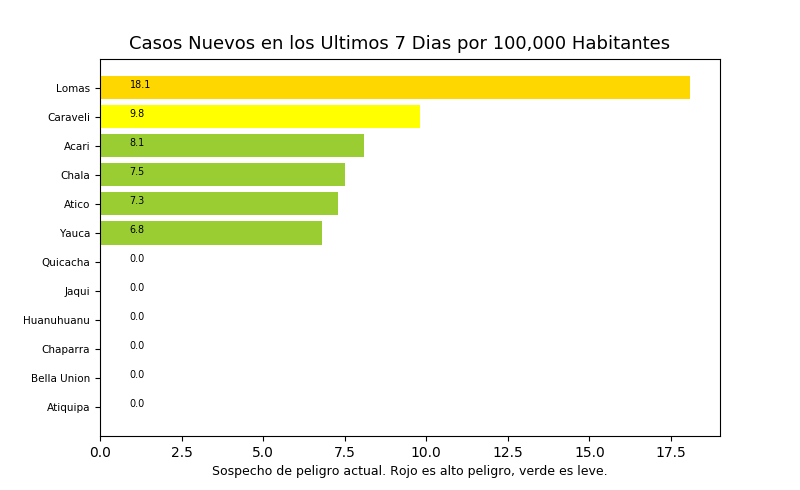 Casos Nuevos en los Ultimos 7 Dias por 100,000 Habitantes
Lomas 18.1
Caraveli 9.8
Acari 8.1
Chala 7.5
Atico 7.3
Yauca 6.8
Quicacha 0.0
Jaqui 0.0
Huanuhuanu 0.0
Chaparra 0.0
Bella Union 0.0
Atiquipa 0.0
0.0 2.5 5.0 7.5 10.0 12.5 15.0 17.5
Sospecho de peligro actual. Rojo es alto peligro, verde es leve.